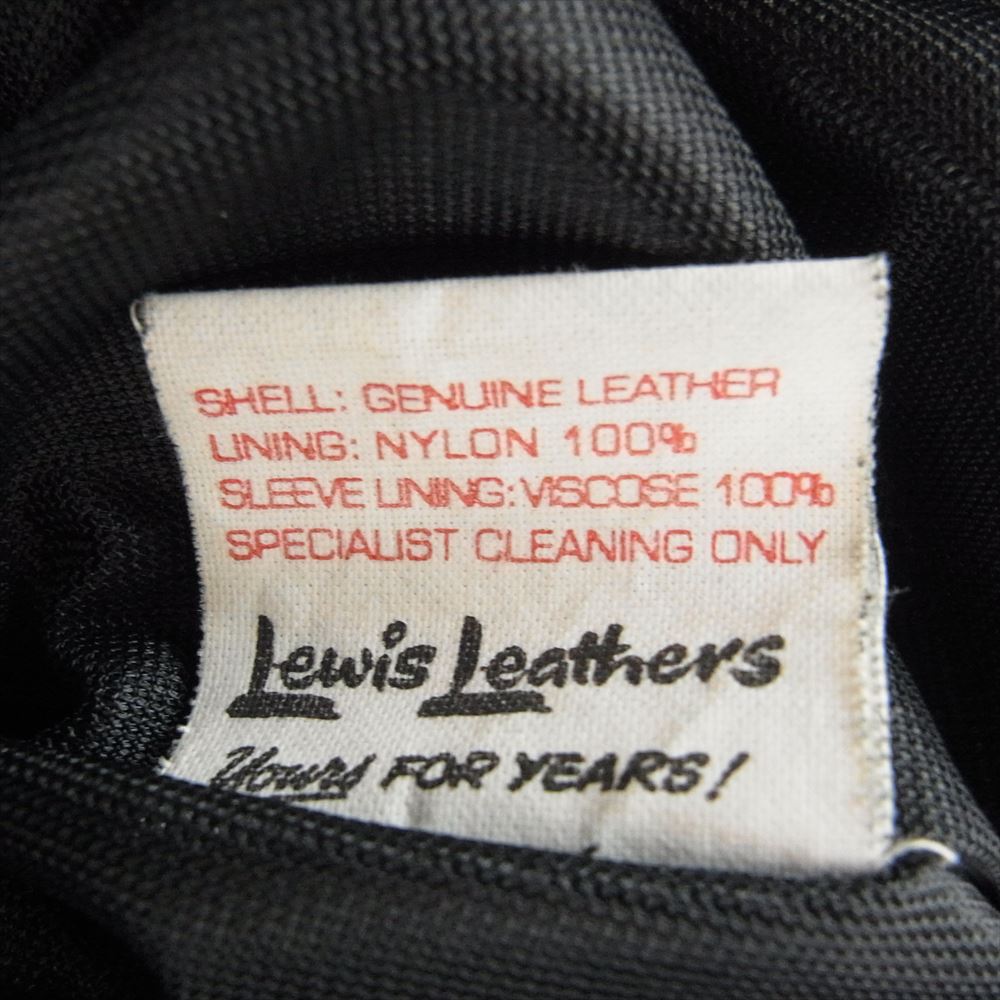 SHELL: GENUINE LEATHER
LINING: NYLON 100%
SLEEVE LINING: VISCOSE 100%
SPECIALIST CLEANING ONLY
Lewis Leathers
Yours FOR YEARS!